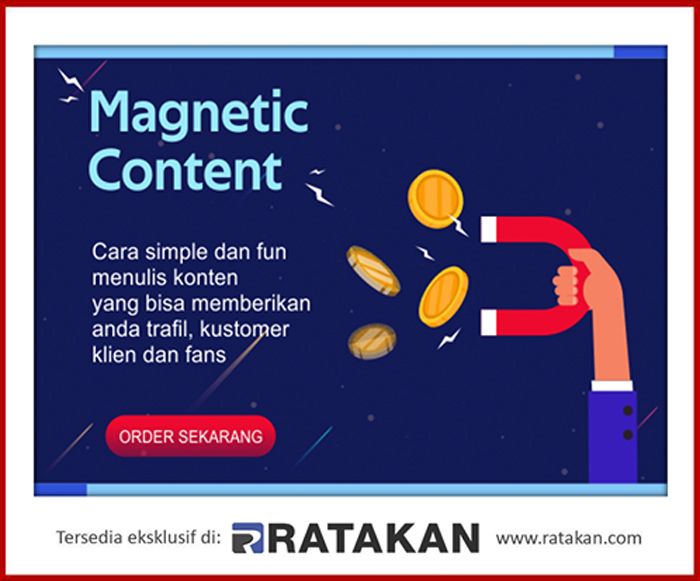 Magnetic
Content
Cara simple dan fun
menulis konten
yang bisa memberikan
anda trafil, kustomer
klien dan fans
ORDER SEKARANG
Tersedia eksklusif di: RATAKAN www.ratakan.com